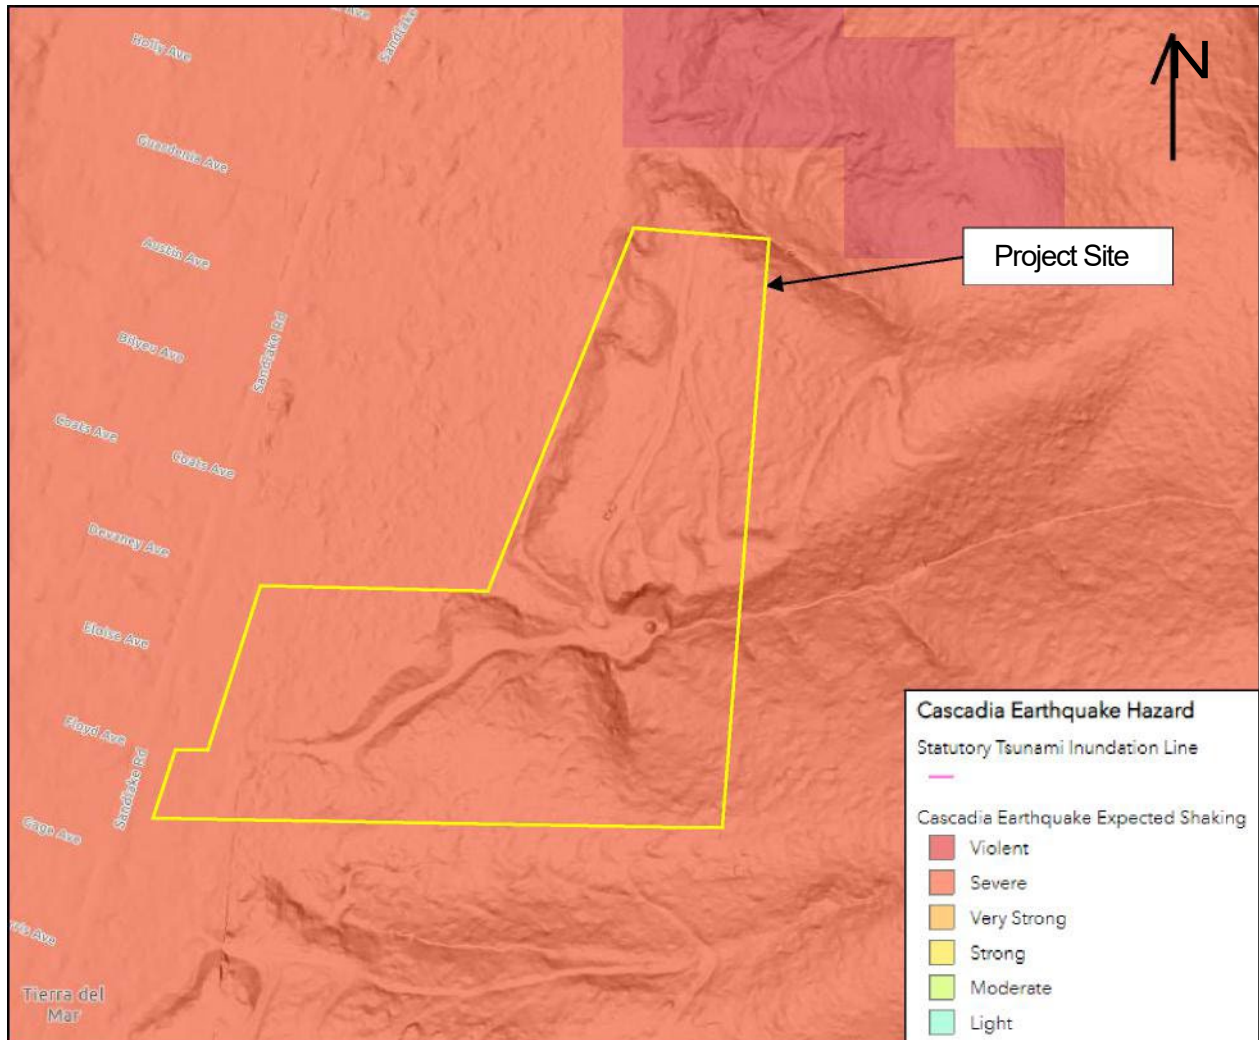 Holly Ave
Sandlake
N
Guardenia Ave
Austin Ave
Project Site
Bilyeu Ave
Sandlake Rd
Coats Ave
Coats Ave
Devaney Ave
Eloise Ave
Floyd Ave
Sandlake Rd
Gage Ave
Ave
Tierra del
Mar
Cascadia Earthquake Hazard
Statutory Tsunami Inundation Line
Cascadia Earthquake Expected Shaking
Violent
Severe
Very Strong
Strong
Moderate
Light